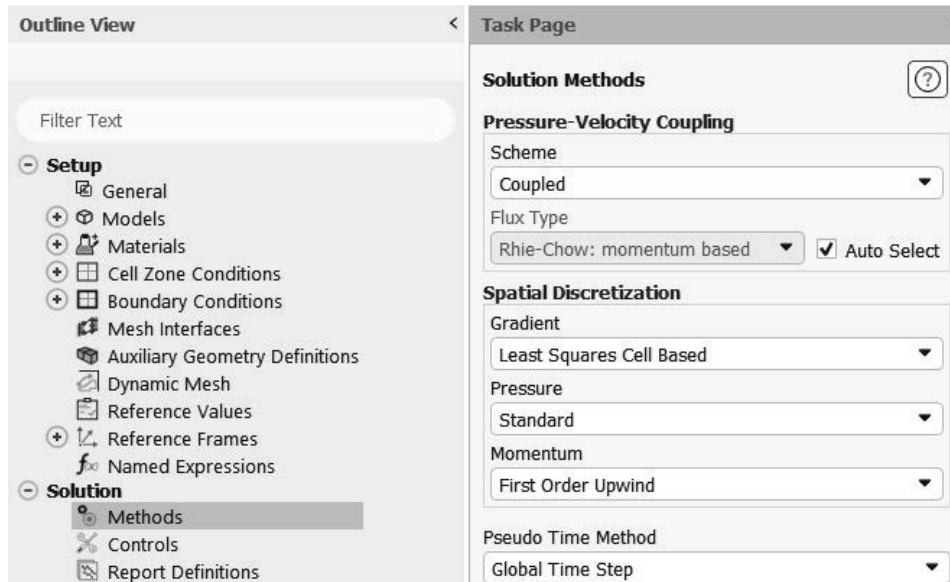 Outline View
<
Filter Text
Setup
General
Models
Materials
Cell Zone Conditions
Boundary Conditions
Mesh Interfaces
Auxiliary Geometry Definitions
Dynamic Mesh
Reference Values
Reference Frames
Named Expressions
Solution
Methods
Controls
Report Definitions
Task Page
Solution Methods
?
Pressure-Velocity Coupling
Scheme
Coupled
Flux Type
Rhie-Chow: momentum based Auto Select
Spatial Discretization
Gradient
Least Squares Cell Based
Pressure
Standard
Momentum
First Order Upwind
Pseudo Time Method
Global Time Step